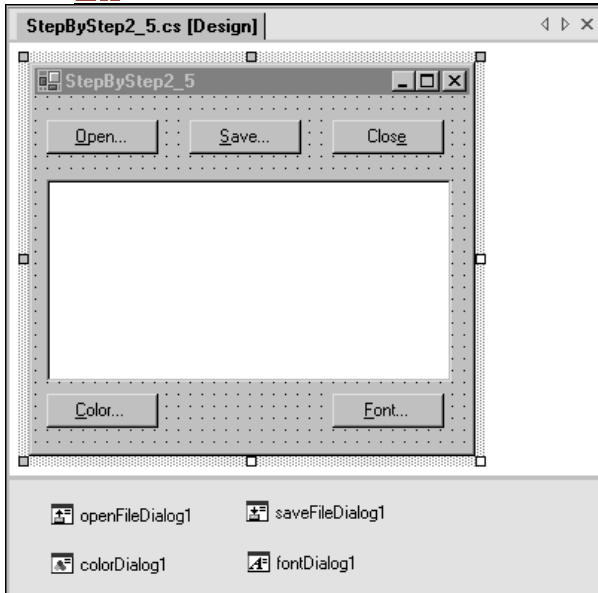 StepByStep2_5.cs [Design]
StepByStep2_5
Open... Save... Close
Color... Font...
openFileDialog1 saveFileDialog1
colorDialog1 fontDialog1